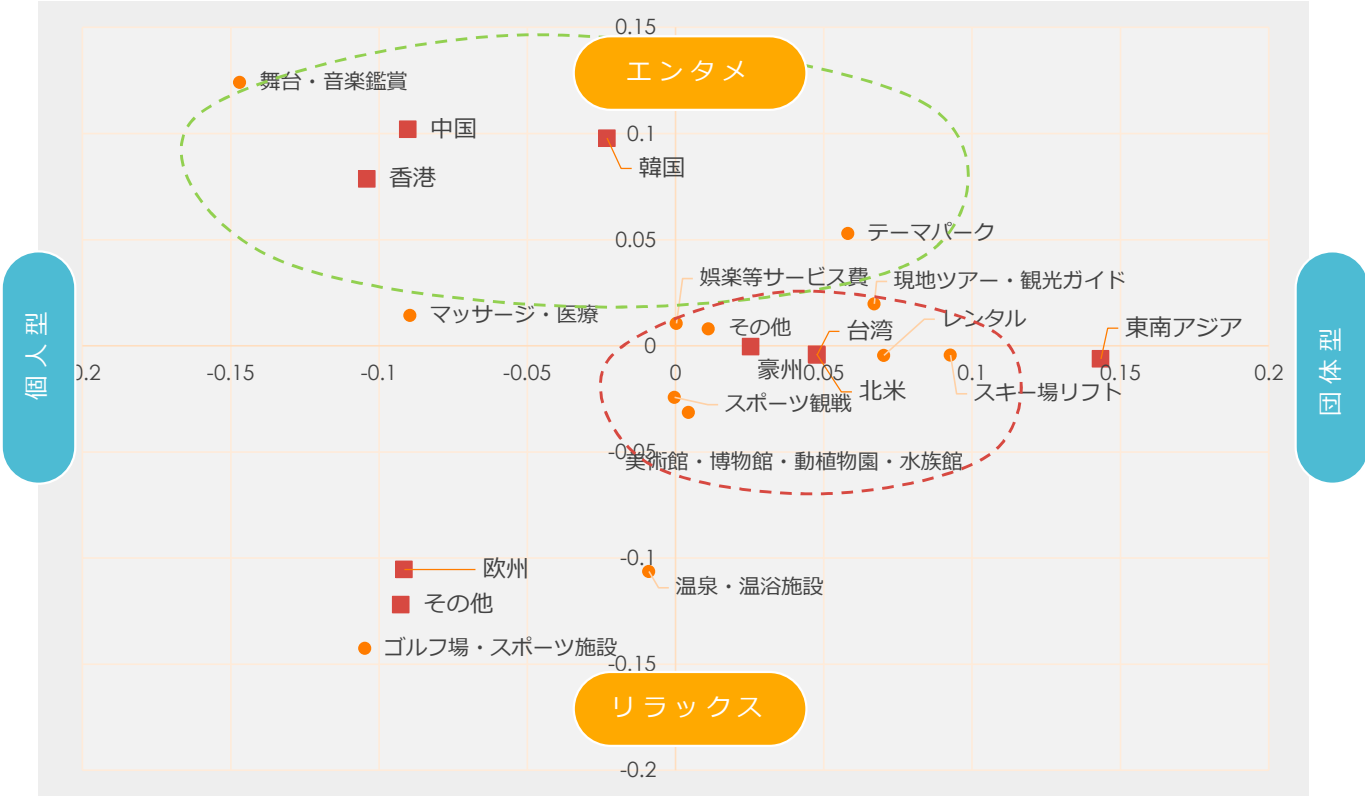 0.15
エンタメ
舞台・音楽鑑賞
中国
0.1
韓国
香港
0.05
テーマパーク
娯楽等サービス費
現地ツアー・観光ガイド
マッサージ・医療
その他
台湾
レンタル
東南アジア
個人型
団体型
0
0.2
-0.15
-0.1
-0.05
0
豪州
0.05
0.1
0.15
0.2
北米
スキー場リフト
スポーツ観戦
-0.05
美術館・博物館・動植物園・水族館
-0.1
欧州
温泉・温浴施設
その他
ゴルフ場・スポーツ施設
-0.15
リラックス
-0.2